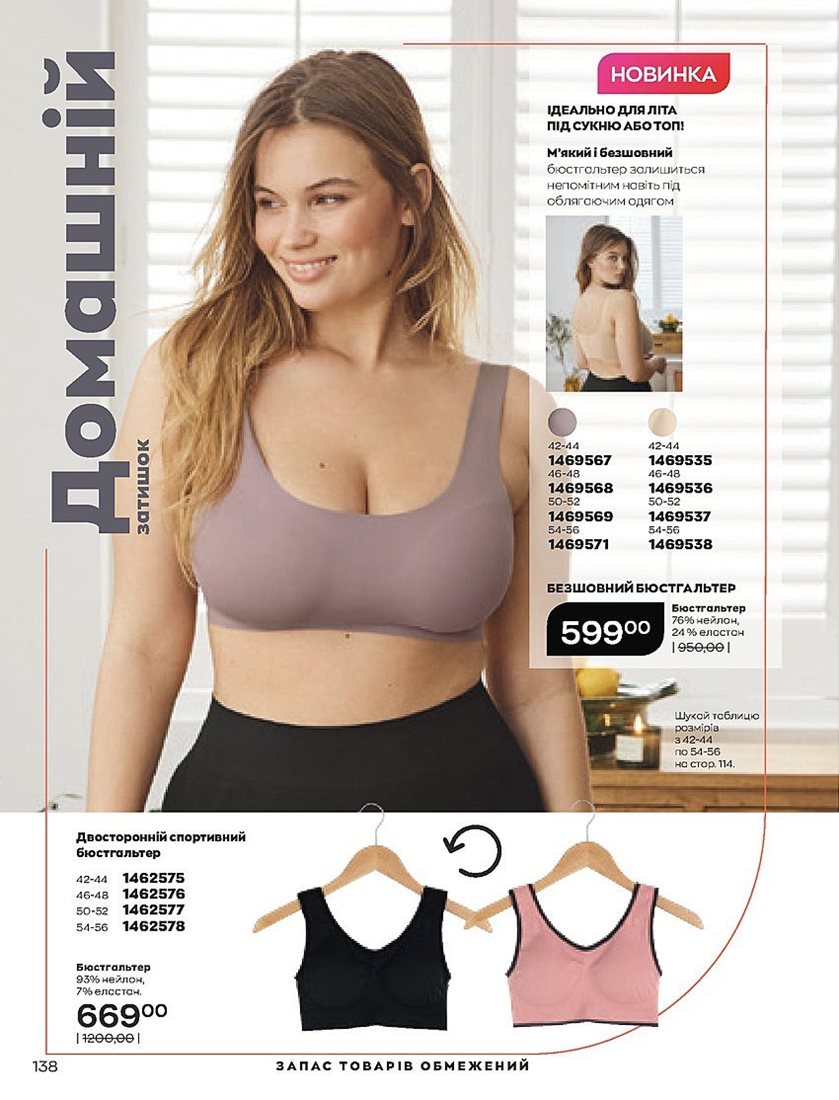 Домашній
затишок
НОВИНКА
ІДЕАЛЬНО ДЛЯ ЛІТА
ПІД СУКНЮ АБО ТОП!
М'який і безшовний
бюстгальтер залишиться
непомітним навіть під
облягаючим одягом
42-44 42-44
1469567 1469535
46-48 46-48
1469568 1469536
50-52 50-52
1469569 1469537
54-56 54-56
1469571 1469538
БЕЗШОВНИЙ БЮСТГАЛЬТЕР
599⁰⁰
Бюстгальтер
76% нейлон,
24% еластан
| 950,00 |
Шукай таблицю
розмірів
з 42-44
по 54-56
на стор. 114.
Двосторонній спортивний
бюстгальтер
42-44 1462575
46-48 1462576
50-52 1462577
54-56 1462578
Бюстгальтер
93% нейлон,
7% еластан.
669⁰⁰
| 1200,00 |
138
ЗАПАС ТОВАРІВ ОБМЕЖЕНИЙ